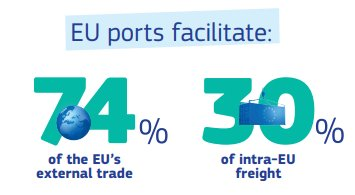 EU ports facilitate:
74%
of the EU's
external trade
30%
of intra-EU
freight